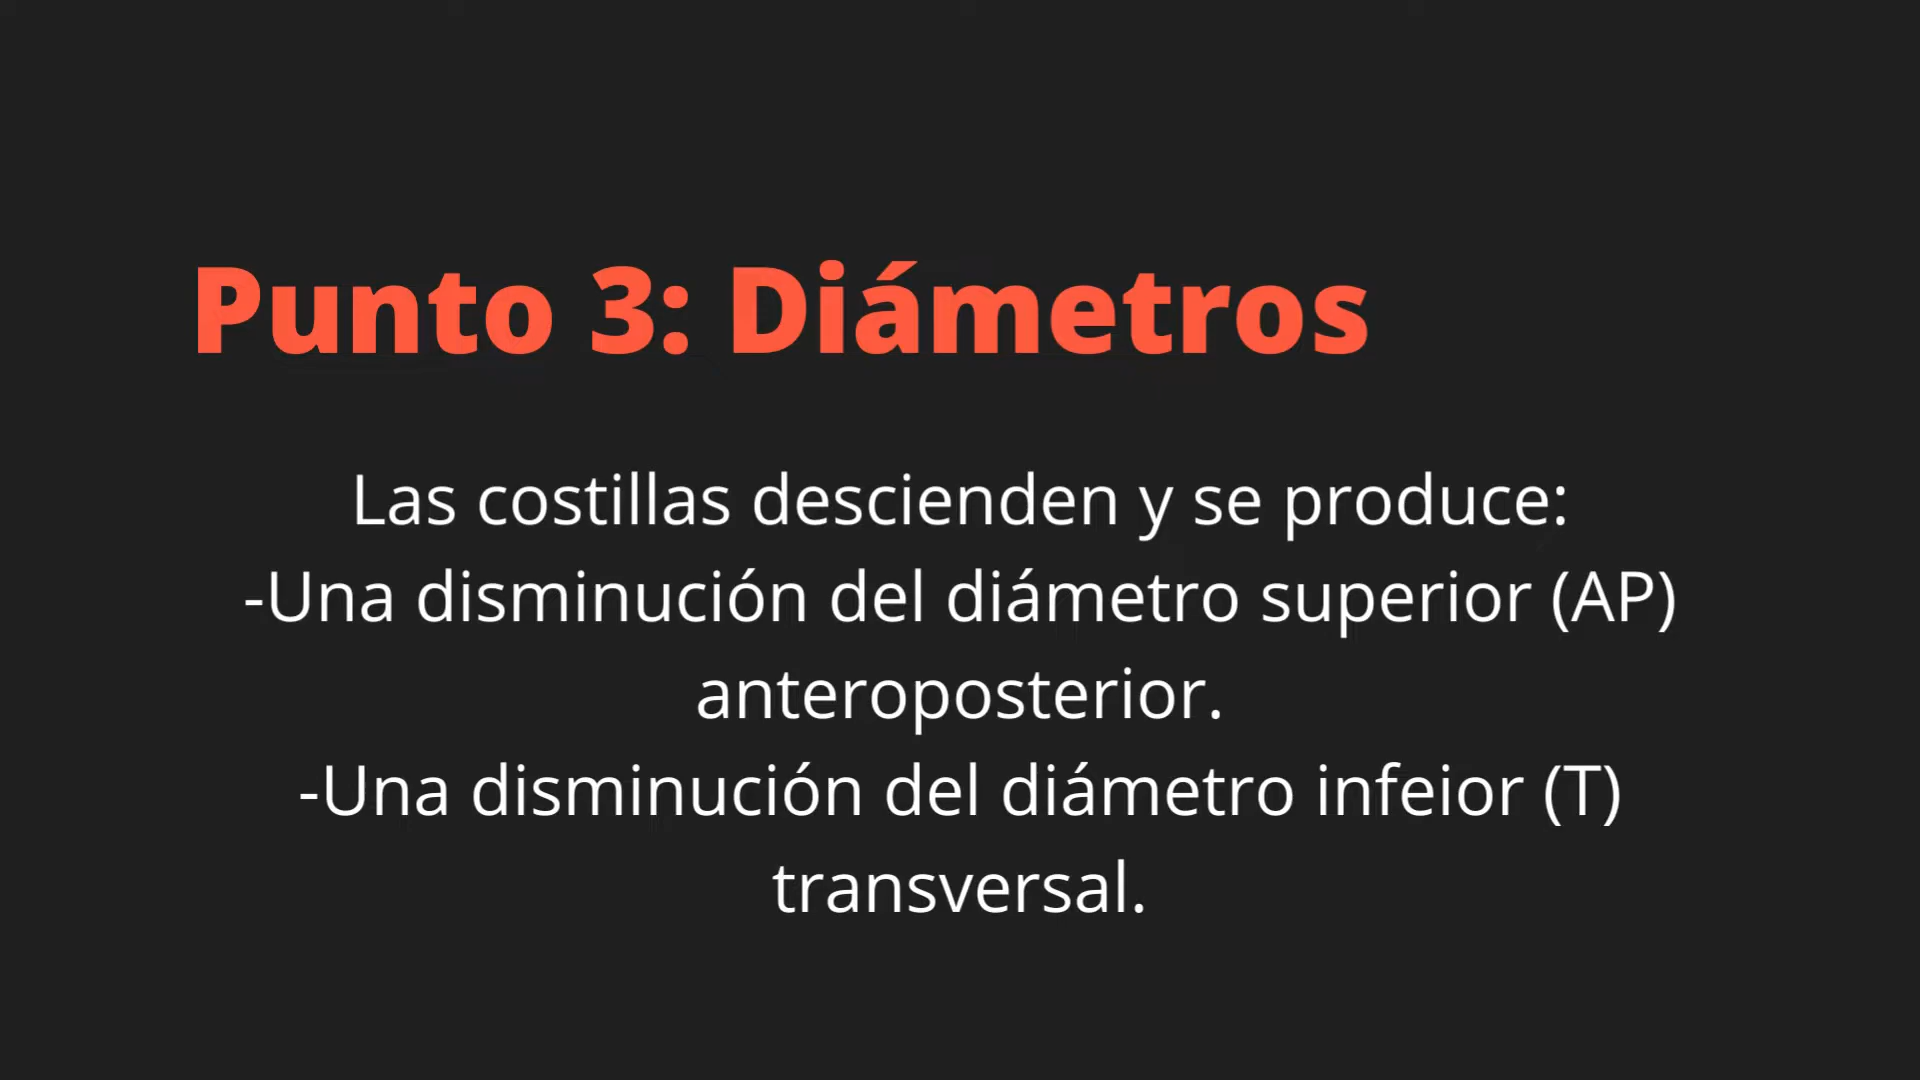 Punto 3: Diámetros
Las costillas descienden y se produce:
-Una disminución del diámetro superior (AP)
anteroposterior.
-Una disminución del diámetro infeior (T)
transversal.